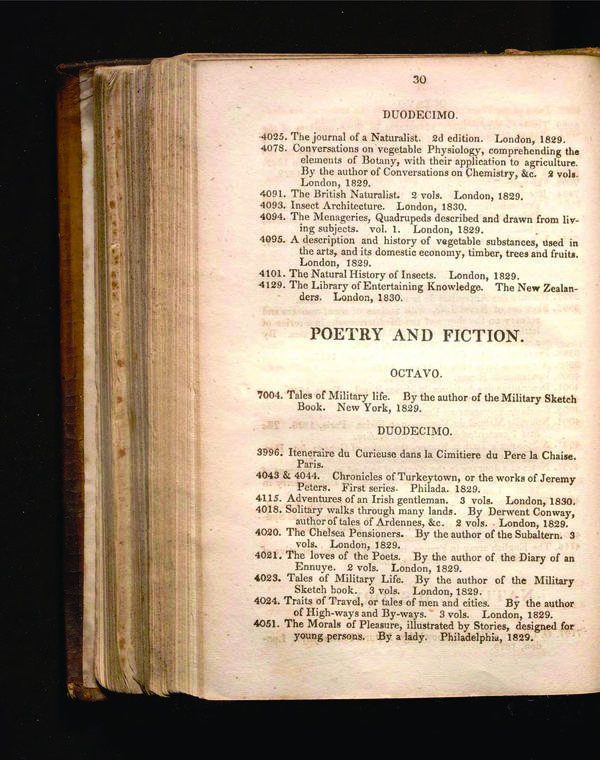 30
DUODECIMO.
4025. The journal of a Naturalist. 2d edition. London, 1829.
4078. Conversations on vegetable Physiology, comprehending the
elements of Botany, with their application to agriculture.
By the author of Conversations on Chemistry, &c. 2 vols.
London, 1829.
4091. The British Naturalist. 2 vols. London, 1829.
4093. Insect Architecture. London, 1830.
4094. The Menageries, Quadrupeds described and drawn from liv-
ing subjects. vol. 1. London, 1829.
4095. A description and history of vegetable substances, used in
the arts, and its domestic economy, timber, trees and fruits.
London, 1829.
4101. The Natural History of Insects. London, 1829.
4129. The Library of Entertaining Knowledge. The New Zealan-
ders. London, 1830.
POETRY AND FICTION.
OCTAVO.
7004. Tales of Military life. By the author of the Military Sketch
Book. New York, 1829.
DUODECIMO.
3996. Iteneraire du Curieuse dans la Cimitiere du Pere la Chaise.
Paris.
4043 & 4044. Chronicles of Turkeytown, or the works of Jeremy
Peters. First series. Philada. 1829.
4115. Adventures of an Irish gentleman. 3 vols. London, 1830.
4018. Solitary walks through many lands. By Derwent Conway,
author of tales of Ardennes, &c. 2 vols. London, 1829.
4020. The Chelsea Pensioners. By the author of the Subaltern. 3
vols. London, 1829.
4021. The loves of the Poets. By the author of the Diary of an
Ennuye. 2 vols. London, 1829.
4023. Tales of Military Life. By the author of the Military
Sketch book. 3 vols. London, 1829.
4024. Traits of Travel, or tales of men and cities. By the author
of High-ways and By-ways. 3 vols. London, 1829.
4051. The Morals of Pleasure, illustrated by Stories, designed for
young persons. By a lady. Philadelphia, 1829.